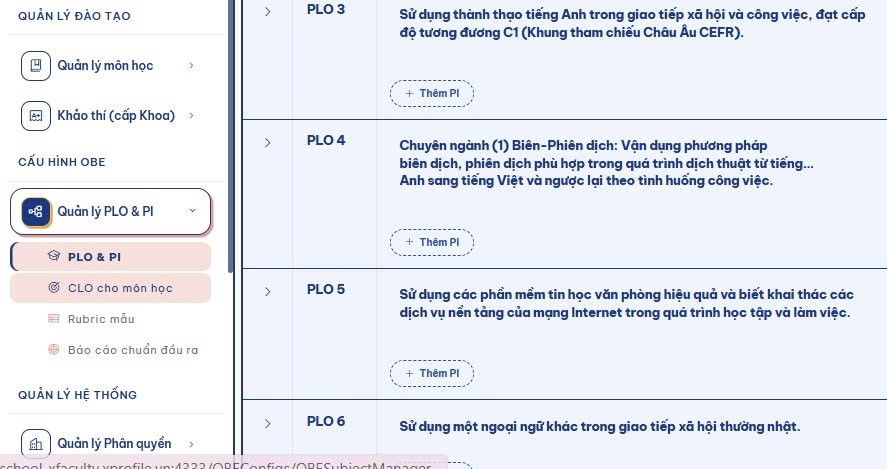 QUẢN LÝ ĐÀO TẠO
Quản lý môn học
Khảo thí (cấp Khoa)
CẤU HÌNH OBE
Quản lý PLO & PI
PLO & PI
CLO cho môn học
Rubric mẫu
Báo cáo chuẩn đầu ra
QUẢN LÝ HỆ THỐNG
Quản lý Phân quyền
PLO 3
Sử dụng thành thạo tiếng Anh trong giao tiếp xã hội và công việc, đạt cấp
độ tương đương C1 (Khung tham chiếu Châu Âu CEFR).
+ Thêm PI
PLO 4
Chuyên ngành (1) Biên-Phiên dịch: Vận dụng phương pháp
biên dịch, phiên dịch phù hợp trong quá trình dịch thuật từ tiếng...
Anh sang tiếng Việt và ngược lại theo tình huống công việc.
+ Thêm PI
PLO 5
Sử dụng các phần mềm tin học văn phòng hiệu quả và biết khai thác các
dịch vụ nền tảng của mạng Internet trong quá trình học tập và làm việc.
+ Thêm PI
PLO 6
Sử dụng một ngoại ngữ khác trong giao tiếp xã hội thường nhật.
school-xfaculty.xprofile.vn:4333/OBEConfigs/OBESubjectManager